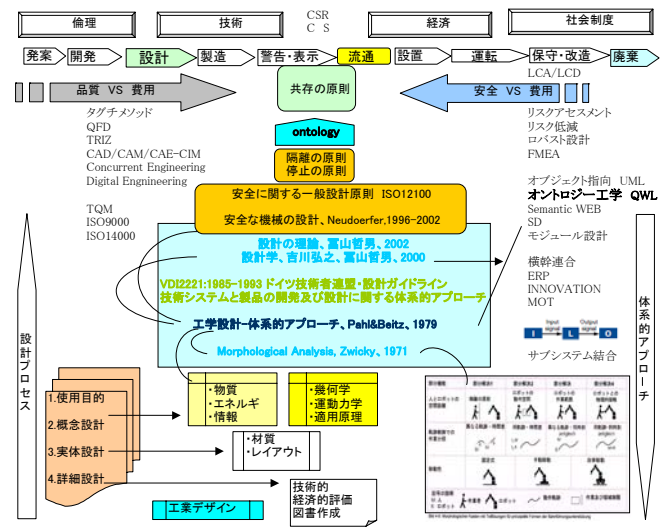 倫理
技術
CSR
C S
経済
社会制度
発案
開発
設計
製造
警告・表示
流通
設置
運転
保守・改造
廃棄
品質 VS 費用
共存の原則
安全 VS 費用
LCA/LCD
タグチメソッド
QFD
TRIZ
CAD/CAM/CAE-CIM
Concurrent Engineering
Digital Engnineering
TQM
ISO9000
ISO14000
ontology
隔離の原則
停止の原則
リスクアセスメント
リスク低減
ロバスト設計
FMEA
オブジェクト指向 UML
オントロジー工学 QWL
Semantic WEB
SD
モジュール設計
横幹連合
ERP
INNOVATION
MOT
安全に関する一般設計原則 ISO12100
安全な機械の設計、Neudoerfer,1996-2002
設計の理論、冨山哲男、2002
設計学、吉川弘之、冨山哲男、2000
VDI2221:1985-1993 ドイツ技術者連盟・設計ガイドライン
技術システムと製品の開発及び設計に関する体系的アプローチ
工学設計-体系的アプローチ、Pahl&Beitz、1979
Morphological Analysis, Zwicky、1971
Input signal
Output signal
I
L
O
サブシステム結合
設計プロセス
体系的アプローチ
1.使用目的
2.概念設計
3.実体設計
4.詳細設計
・物質
・エネルギ
・情報
・幾何学
・運動力学
・適用原理
・材質
・レイアウト
技術的
経済的評価
図書作成
工業デザイン